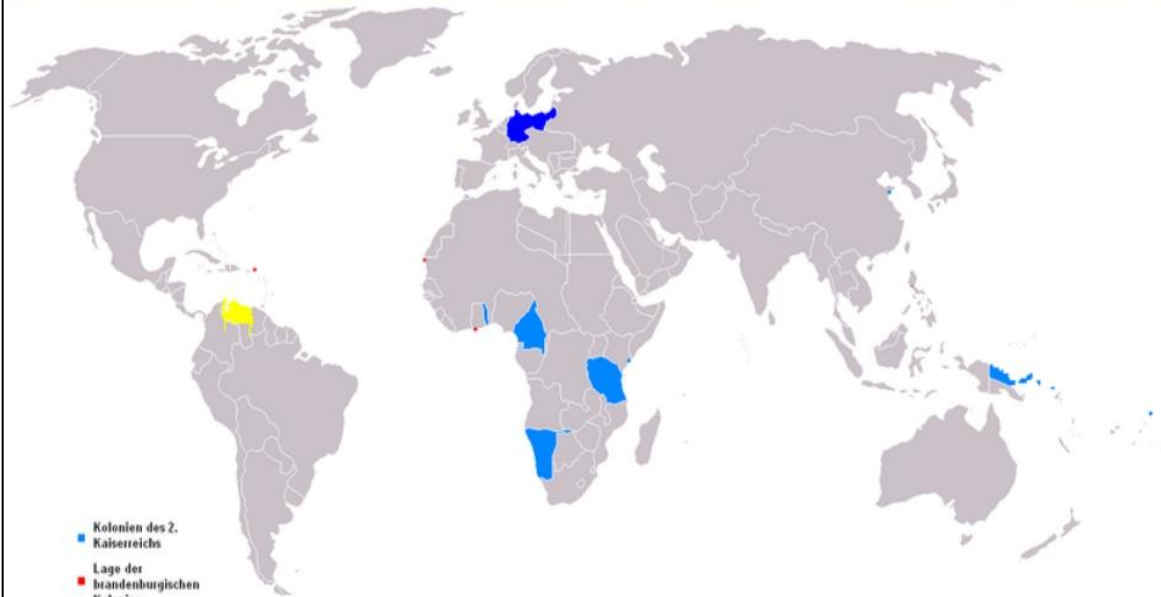 Kolonien des 2.
Kaiserreichs
Lage der
brandenburgischen